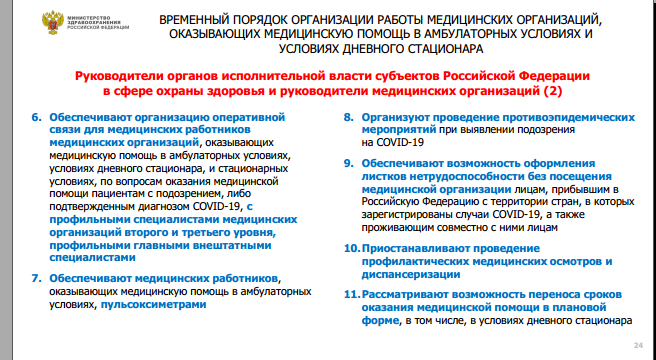 МИНИСТЕРСТВО
ЗДРАВООХРАНЕНИЯ
РОССИЙСКОЙ ФЕДЕРАЦИИ
ВРЕМЕННЫЙ ПОРЯДОК ОРГАНИЗАЦИИ РАБОТЫ МЕДИЦИНСКИХ ОРГАНИЗАЦИЙ,
ОКАЗЫВАЮЩИХ МЕДИЦИНСКУЮ ПОМОЩЬ В АМБУЛАТОРНЫХ УСЛОВИЯХ И
УСЛОВИЯХ ДНЕВНОГО СТАЦИОНАРА
Руководители органов исполнительной власти субъектов Российской Федерации
в сфере охраны здоровья и руководители медицинских организаций (2)
6. Обеспечивают организацию оперативной
связи для медицинских работников
медицинских организаций, оказывающих
медицинскую помощь в амбулаторных условиях,
условиях дневного стационара, и стационарных
условиях, по вопросам оказания медицинской
помощи пациентам с подозрением, либо
подтвержденным диагнозом COVID-19, с
профильными специалистами медицинских
организаций второго и третьего уровня,
профильными главными внештатными
специалистами
7. Обеспечивают медицинских работников,
оказывающих медицинскую помощь в амбулаторных
условиях, пульсоксиметрами
8. Организуют проведение противоэпидемических
мероприятий при выявлении подозрения
на COVID-19
9. Обеспечивают возможность оформления
листков нетрудоспособности без посещения
медицинской организации лицам, прибывшим в
Российскую Федерацию с территории стран, в которых
зарегистрированы случаи COVID-19, а также
проживающим совместно с ними лицам
10. Приостанавливают проведение
профилактических медицинских осмотров и
диспансеризации
11. Рассматривают возможность переноса сроков
оказания медицинской помощи в плановой
форме, в том числе, в условиях дневного стационара
24